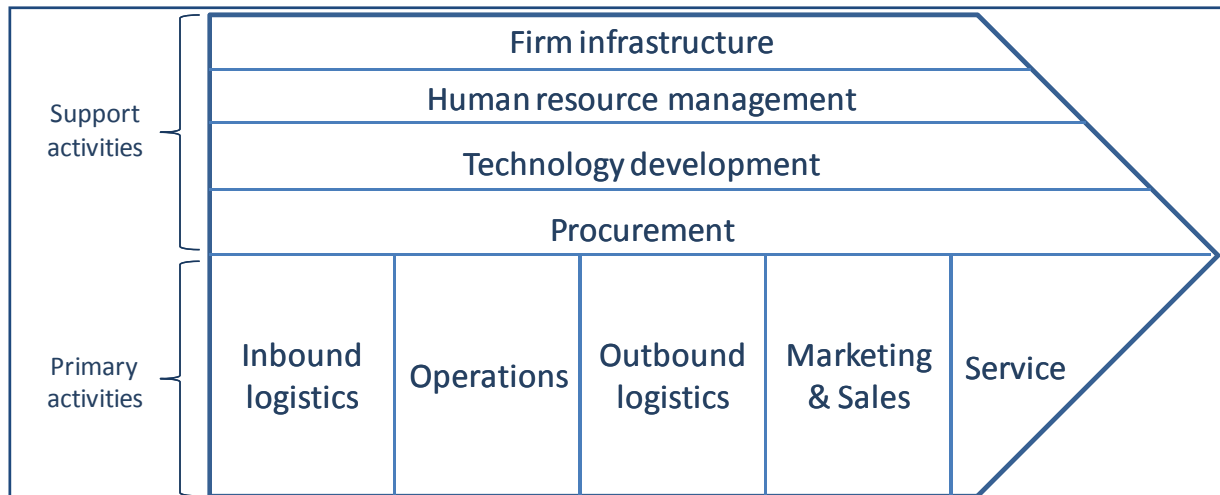 Firm infrastructure
Human resource management
Support
activities
Technology development
Procurement
Primary
activities
Inbound
logistics
Operations
Outbound
logistics
Marketing
& Sales
Service